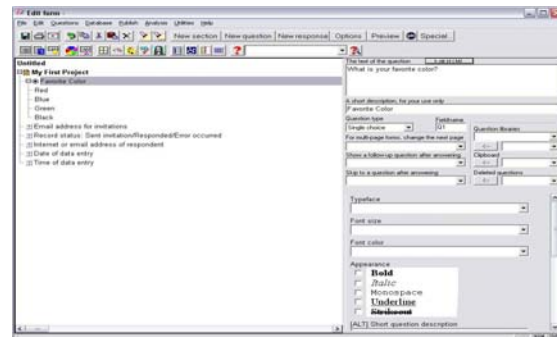 Edit form -
File Edit Questions Database Publish Analysis Utilities Help
New section New question New response Options Preview Special...
Untitled
My First Project
Favorite Color
Red
Blue
Green
Black
Email address for invitations
Record status: Sent invitation/Responded/Error occurred
Internet or email address of respondent
Date of data entry
Time of data entry
The text of the question
What is your favorite color?
A short description, for your use only
Favorite Color
Question type
Fieldname
Question libraries
Single choice
Q1
For multi-page forms, change the next page
Show a follow-up question after answering
Clipboard
Skip to a question after answering
Deleted questions
Typeface
Font size
Font color
Appearance
Bold
Italic
Monospace
Underline
Strikeout
[ALT] Short question description